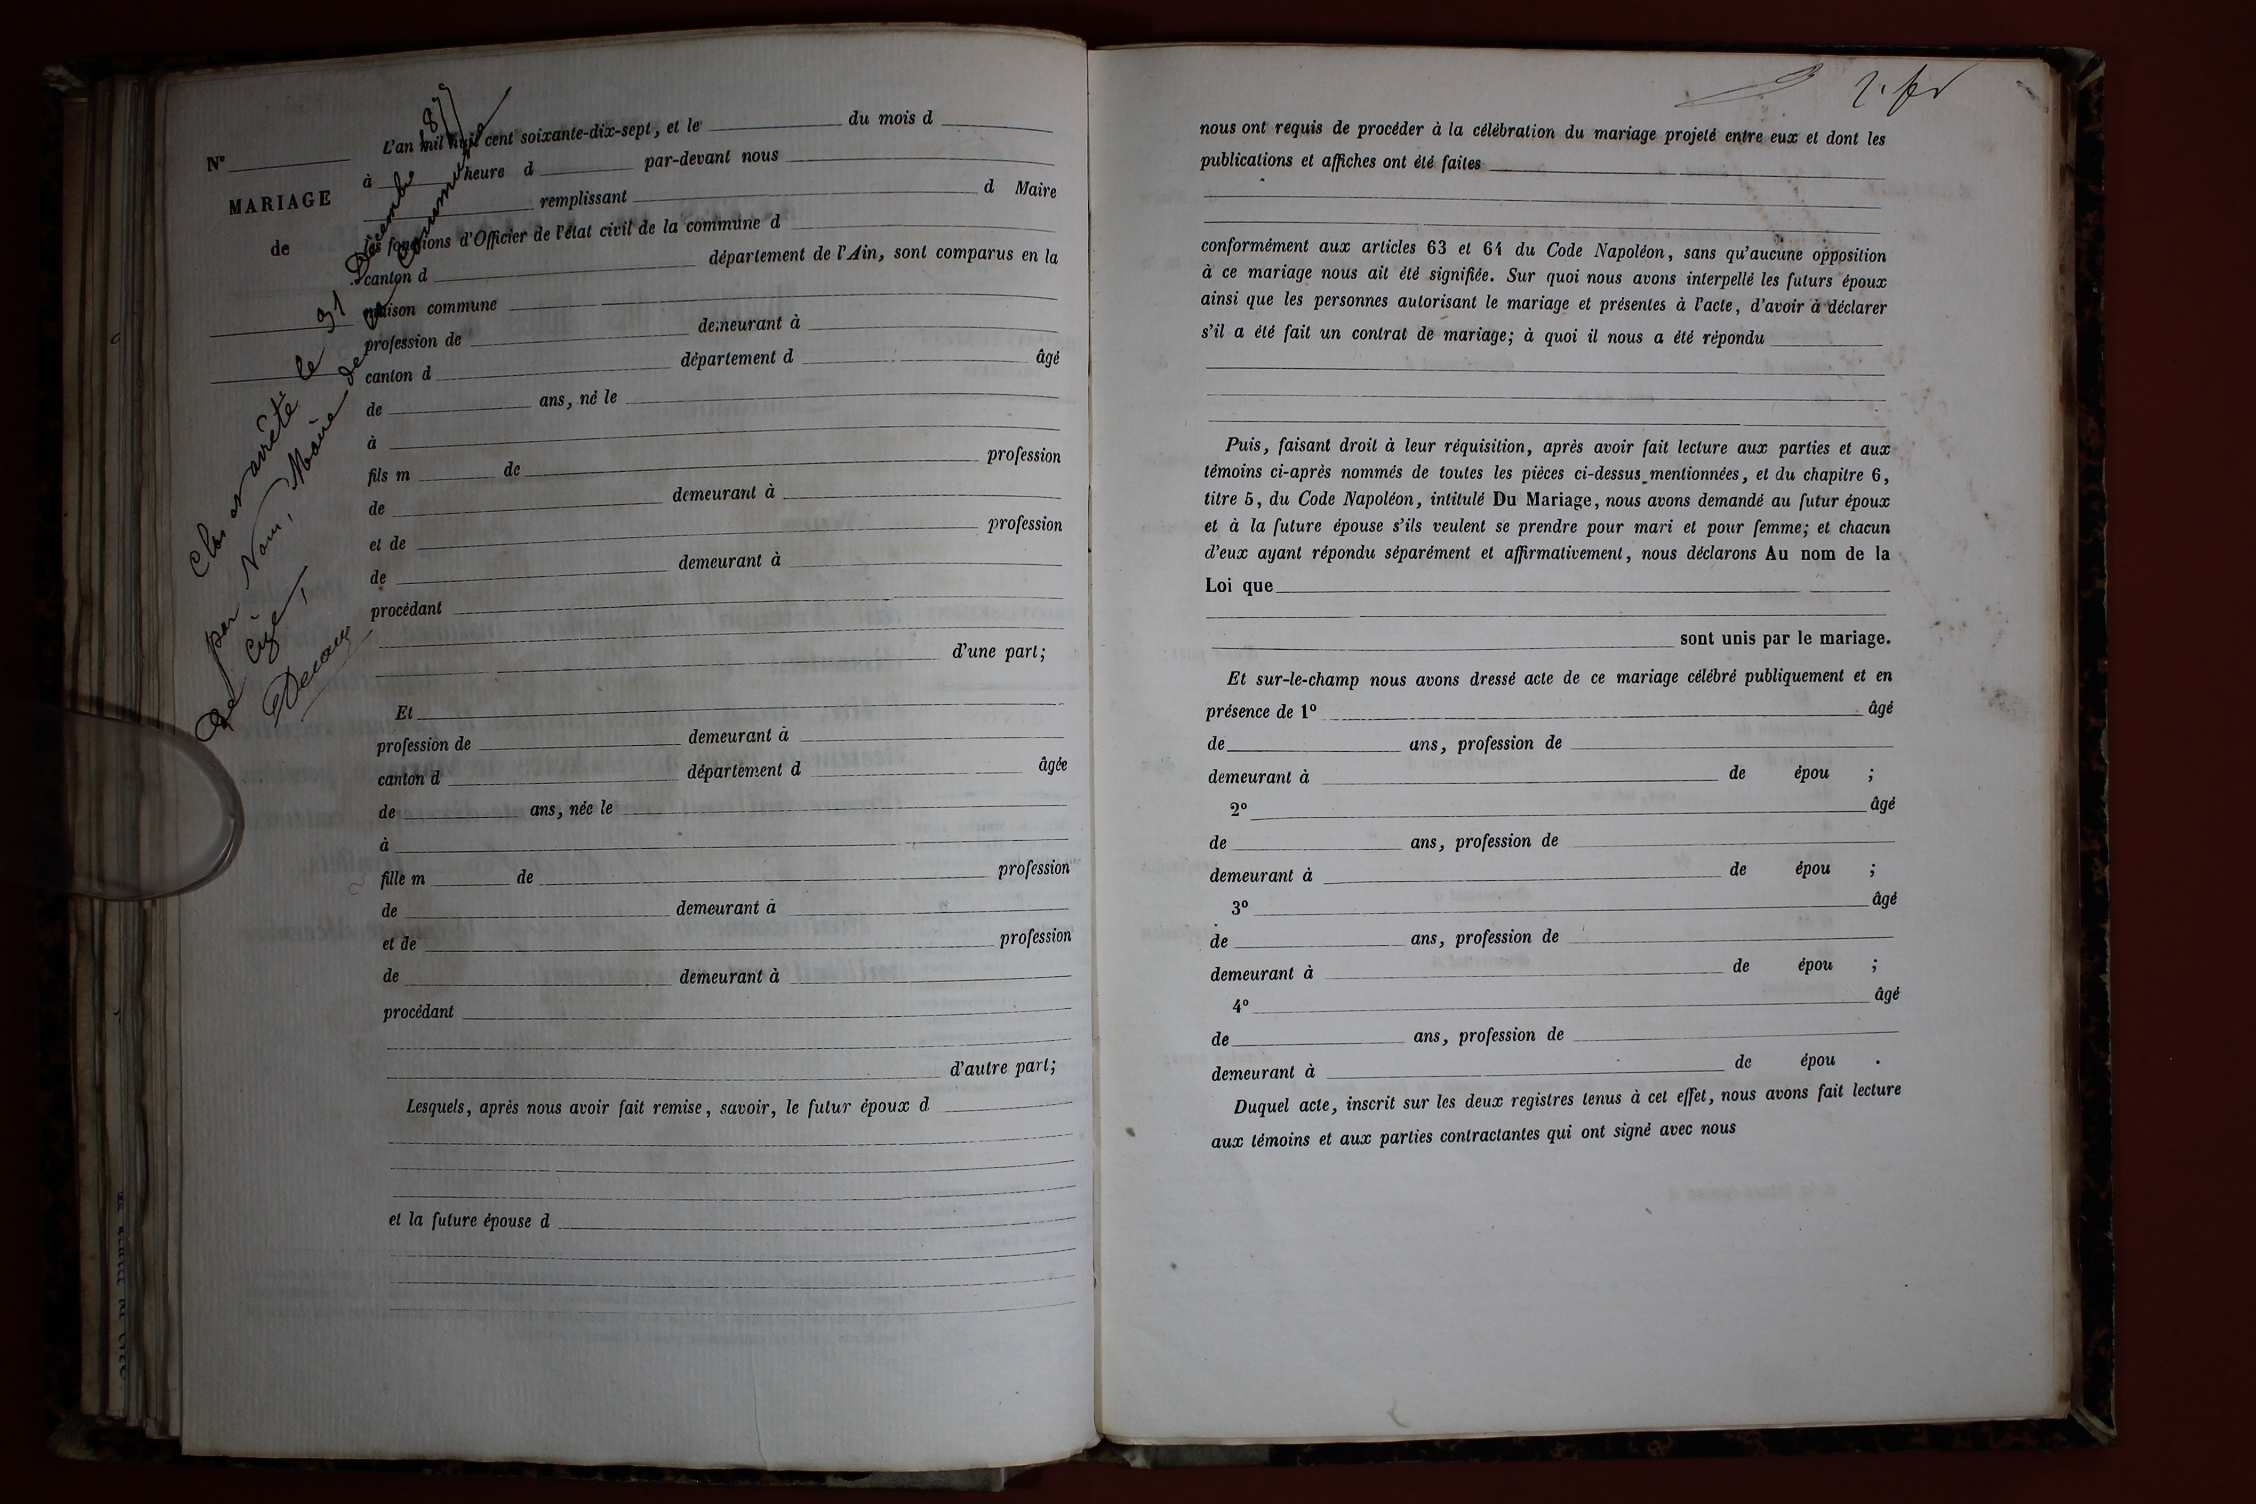 N°
MARIAGE
de
Clos et arrêté le 31 Décembre 1877
par Nous, Maire de la Commune
de Cize,
L'an mil huit cent soixante-dix-sept, et le du mois d
à heure d par-devant nous
remplissant d Maire
les fonctions d'Officier de l'état civil de la commune d
canton d département de l'Ain, sont comparus en la
maison commune
profession de demeurant à
canton d département d âgé
de ans, né le
à
fils m de profession
de demeurant à
et de profession
de demeurant à
procédant
d'une part;
Et
profession de demeurant à
canton d département d âgée
de ans, née le
à
fille m de profession
de demeurant à
et de profession
de demeurant à
procédant
d'autre part;
Lesquels, après nous avoir fait remise, savoir, le futur époux d
et la future épouse d
nous ont requis de procéder à la célébration du mariage projeté entre eux et dont les
publications et affiches ont été faites
conformément aux articles 63 et 64 du Code Napoléon, sans qu'aucune opposition
à ce mariage nous ait été signifiée. Sur quoi nous avons interpellé les futurs époux
ainsi que les personnes autorisant le mariage et présentes à l'acte, d'avoir à déclarer
s'il a été fait un contrat de mariage; à quoi il nous a été répondu
Puis, faisant droit à leur réquisition, après avoir fait lecture aux parties et aux
témoins ci-après nommés de toutes les pièces ci-dessus mentionnées, et du chapitre 6,
titre 5, du Code Napoléon, intitulé Du Mariage, nous avons demandé au futur époux
et à la future épouse s'ils veulent se prendre pour mari et pour femme; et chacun
d'eux ayant répondu séparément et affirmativement, nous déclarons Au nom de la
Loi que
sont unis par le mariage.
Et sur-le-champ nous avons dressé acte de ce mariage célébré publiquement et en
présence de 1° âgé
de ans, profession de
demeurant à de épou ;
2° âgé
de ans, profession de
demeurant à de épou ;
3° âgé
de ans, profession de
demeurant à de épou ;
4° âgé
de ans, profession de
demeurant à de épou .
Duquel acte, inscrit sur les deux registres tenus à cet effet, nous avons fait lecture
aux témoins et aux parties contractantes qui ont signé avec nous